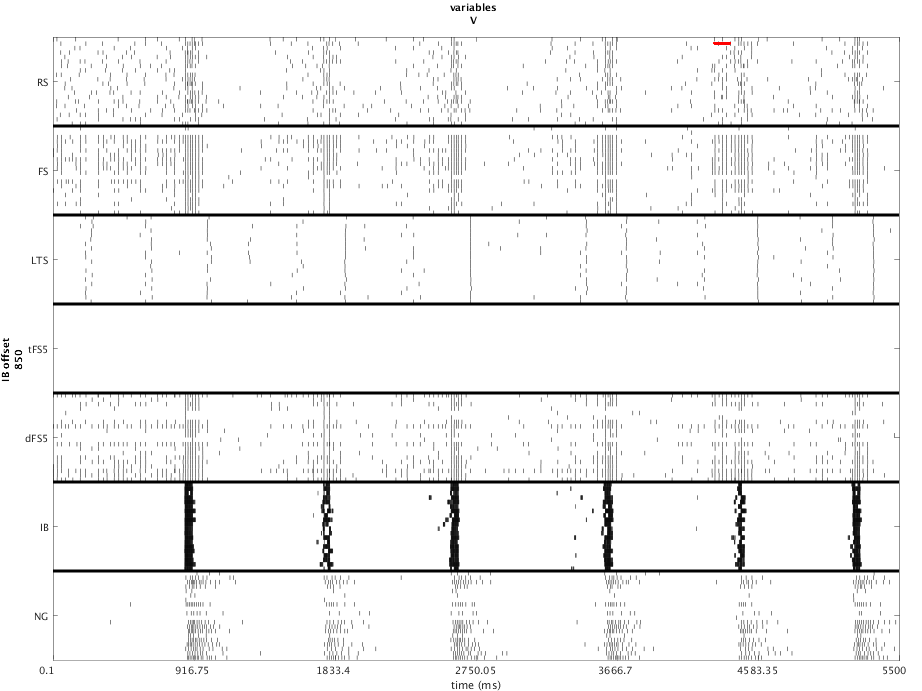 variables
V
RS
FS
LTS
tFS5
dFS5
IB
NG
IB offset
850
0.1 916.75 1833.4 2750.05 3666.7 4583.35 5500
time (ms)